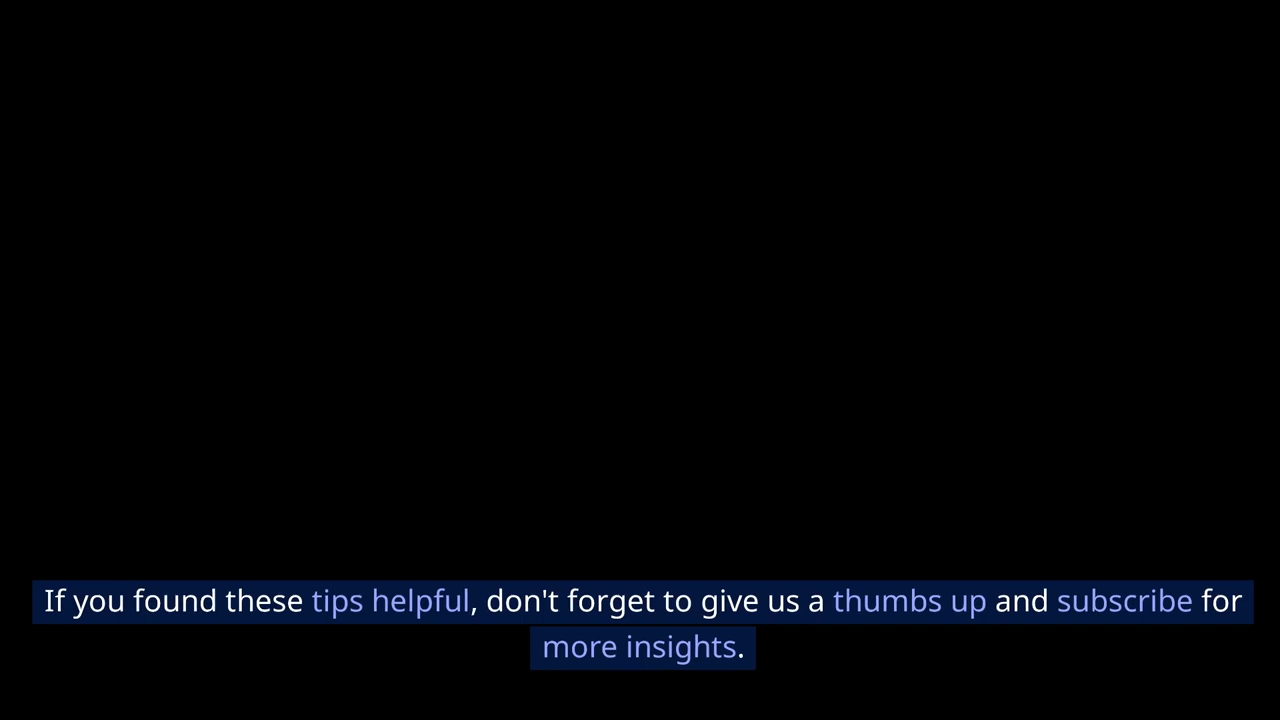 If you found these tips helpful, don't forget to give us a thumbs up and subscribe for
more insights.